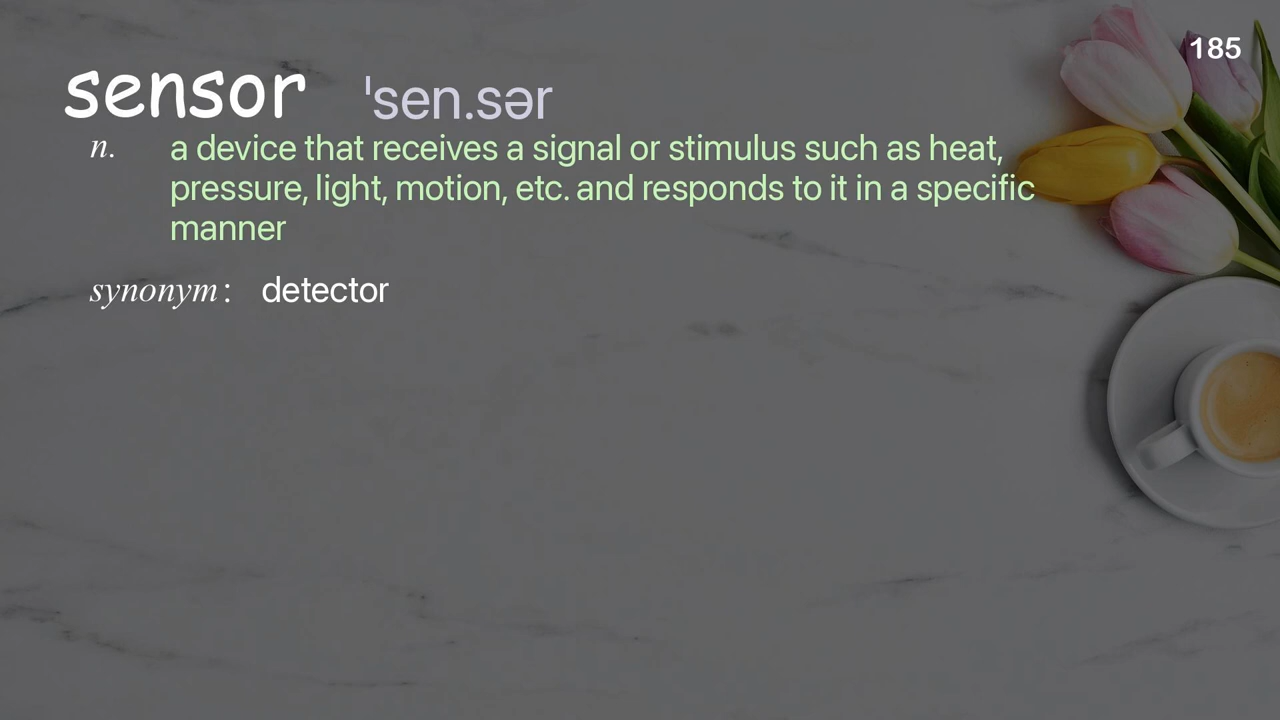 185
sensor ˈsen.sər
n. a device that receives a signal or stimulus such as heat,
pressure, light, motion, etc. and responds to it in a specific
manner
synonym : detector